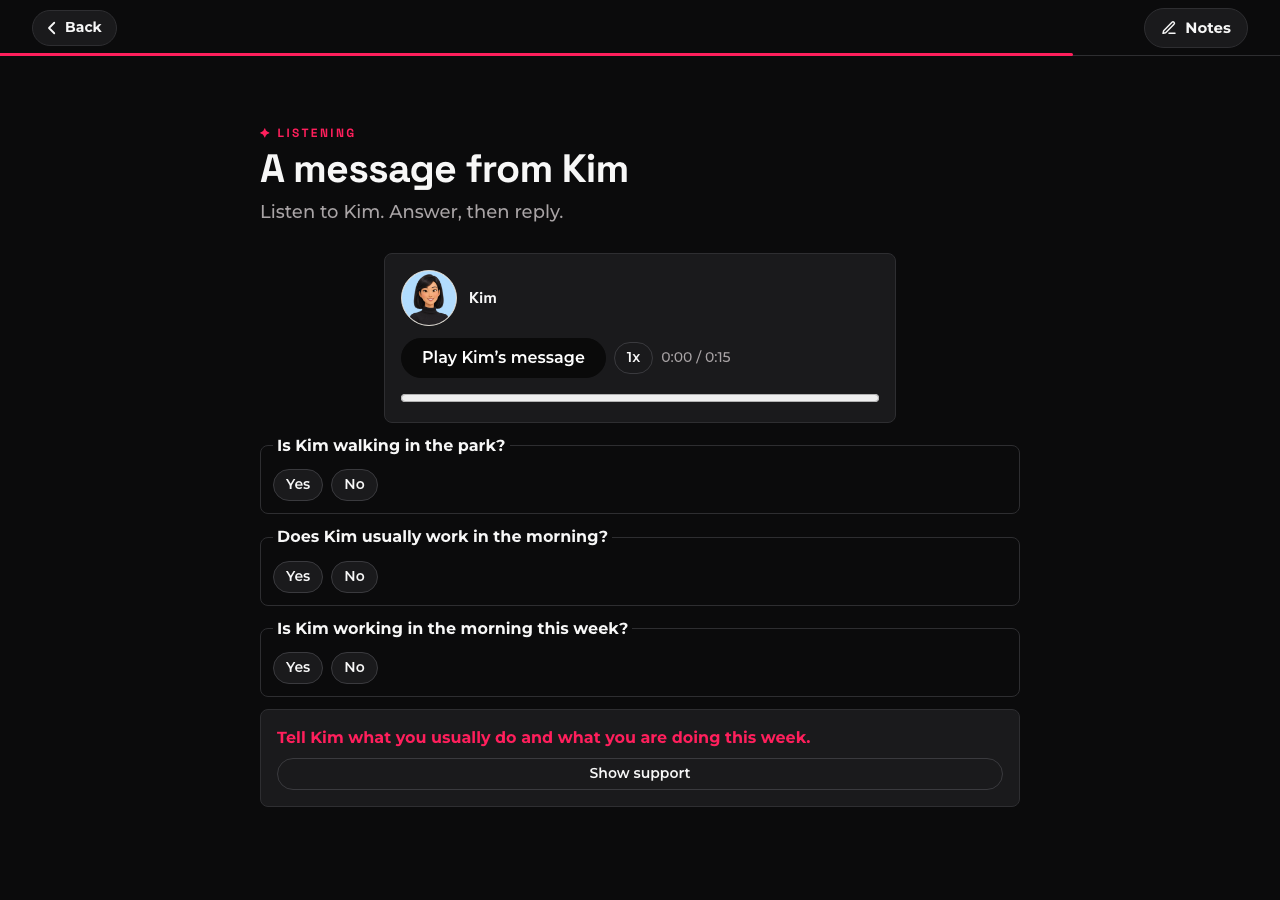 Back
Notes
LISTENING
A message from Kim
Listen to Kim. Answer, then reply.
Kim
Play Kim’s message
1x
0:00 / 0:15
Is Kim walking in the park?
Yes
No
Does Kim usually work in the morning?
Yes
No
Is Kim working in the morning this week?
Yes
No
Tell Kim what you usually do and what you are doing this week.
Show support